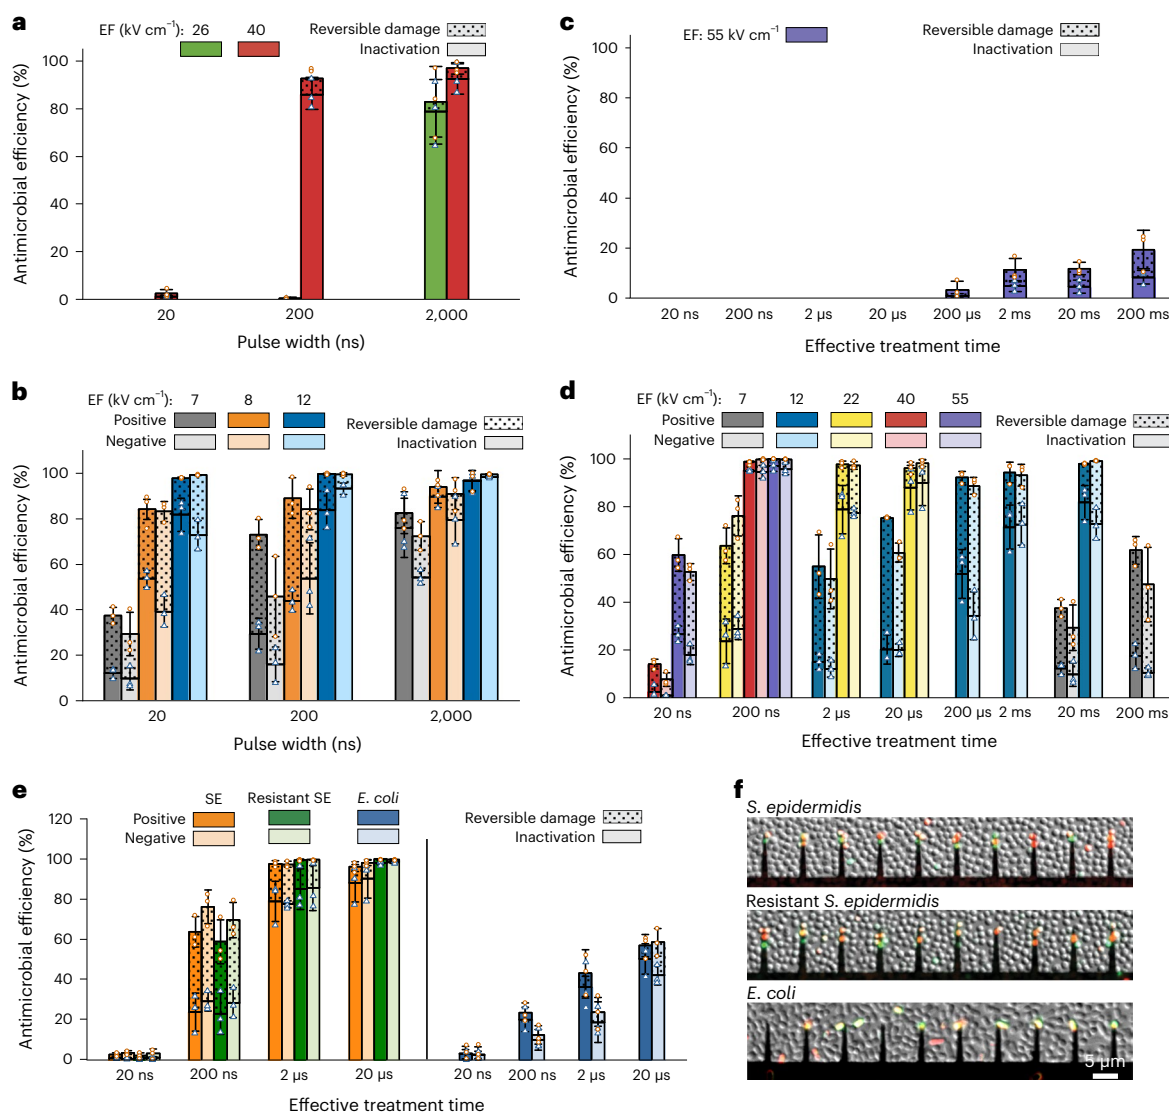 a
EF (kV cm⁻¹): 26 40
Reversible damage
Inactivation
Antimicrobial efficiency (%)
100
80
60
40
20
0
20 200 2,000
Pulse width (ns)
c
EF: 55 kV cm⁻¹
Reversible damage
Inactivation
Antimicrobial efficiency (%)
100
80
60
40
20
0
20 ns 200 ns 2 µs 20 µs 200 µs 2 ms 20 ms 200 ms
Effective treatment time
b
EF (kV cm⁻¹): 7 8 12
Positive
Negative
Reversible damage
Inactivation
Antimicrobial efficiency (%)
100
80
60
40
20
0
20 200 2,000
Pulse width (ns)
d
EF (kV cm⁻¹): 7 12 22 40 55
Positive
Negative
Reversible damage
Inactivation
Antimicrobial efficiency (%)
100
80
60
40
20
0
20 ns 200 ns 2 µs 20 µs 200 µs 2 ms 20 ms 200 ms
Effective treatment time
e
SE Resistant SE E. coli
Positive
Negative
Reversible damage
Inactivation
Antimicrobial efficiency (%)
120
100
80
60
40
20
0
20 ns 200 ns 2 µs 20 µs 20 ns 200 ns 2 µs 20 µs
Effective treatment time
f
S. epidermidis
Resistant S. epidermidis
E. coli
5 µm